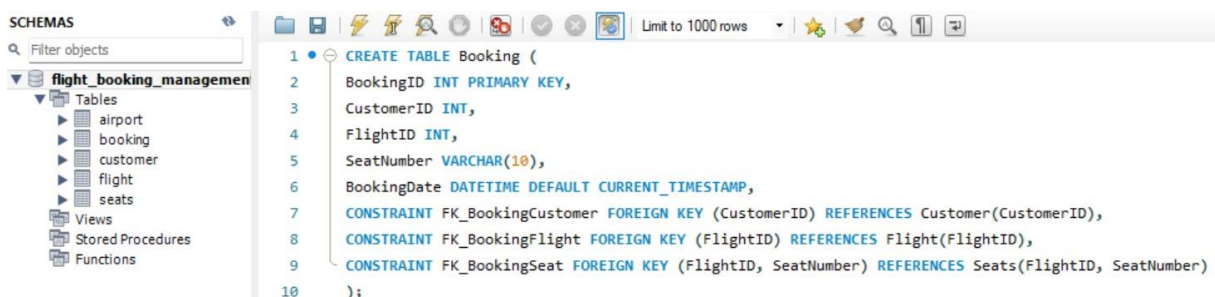 SCHEMAS
Filter objects
flight_booking_managemen
Tables
airport
booking
customer
flight
seats
Views
Stored Procedures
Functions
Limit to 1000 rows
1 CREATE TABLE Booking (
2 BookingID INT PRIMARY KEY,
3 CustomerID INT,
4 FlightID INT,
5 SeatNumber VARCHAR(10),
6 BookingDate DATETIME DEFAULT CURRENT_TIMESTAMP,
7 CONSTRAINT FK_BookingCustomer FOREIGN KEY (CustomerID) REFERENCES Customer(CustomerID),
8 CONSTRAINT FK_BookingFlight FOREIGN KEY (FlightID) REFERENCES Flight(FlightID),
9 CONSTRAINT FK_BookingSeat FOREIGN KEY (FlightID, SeatNumber) REFERENCES Seats(FlightID, SeatNumber)
10 );